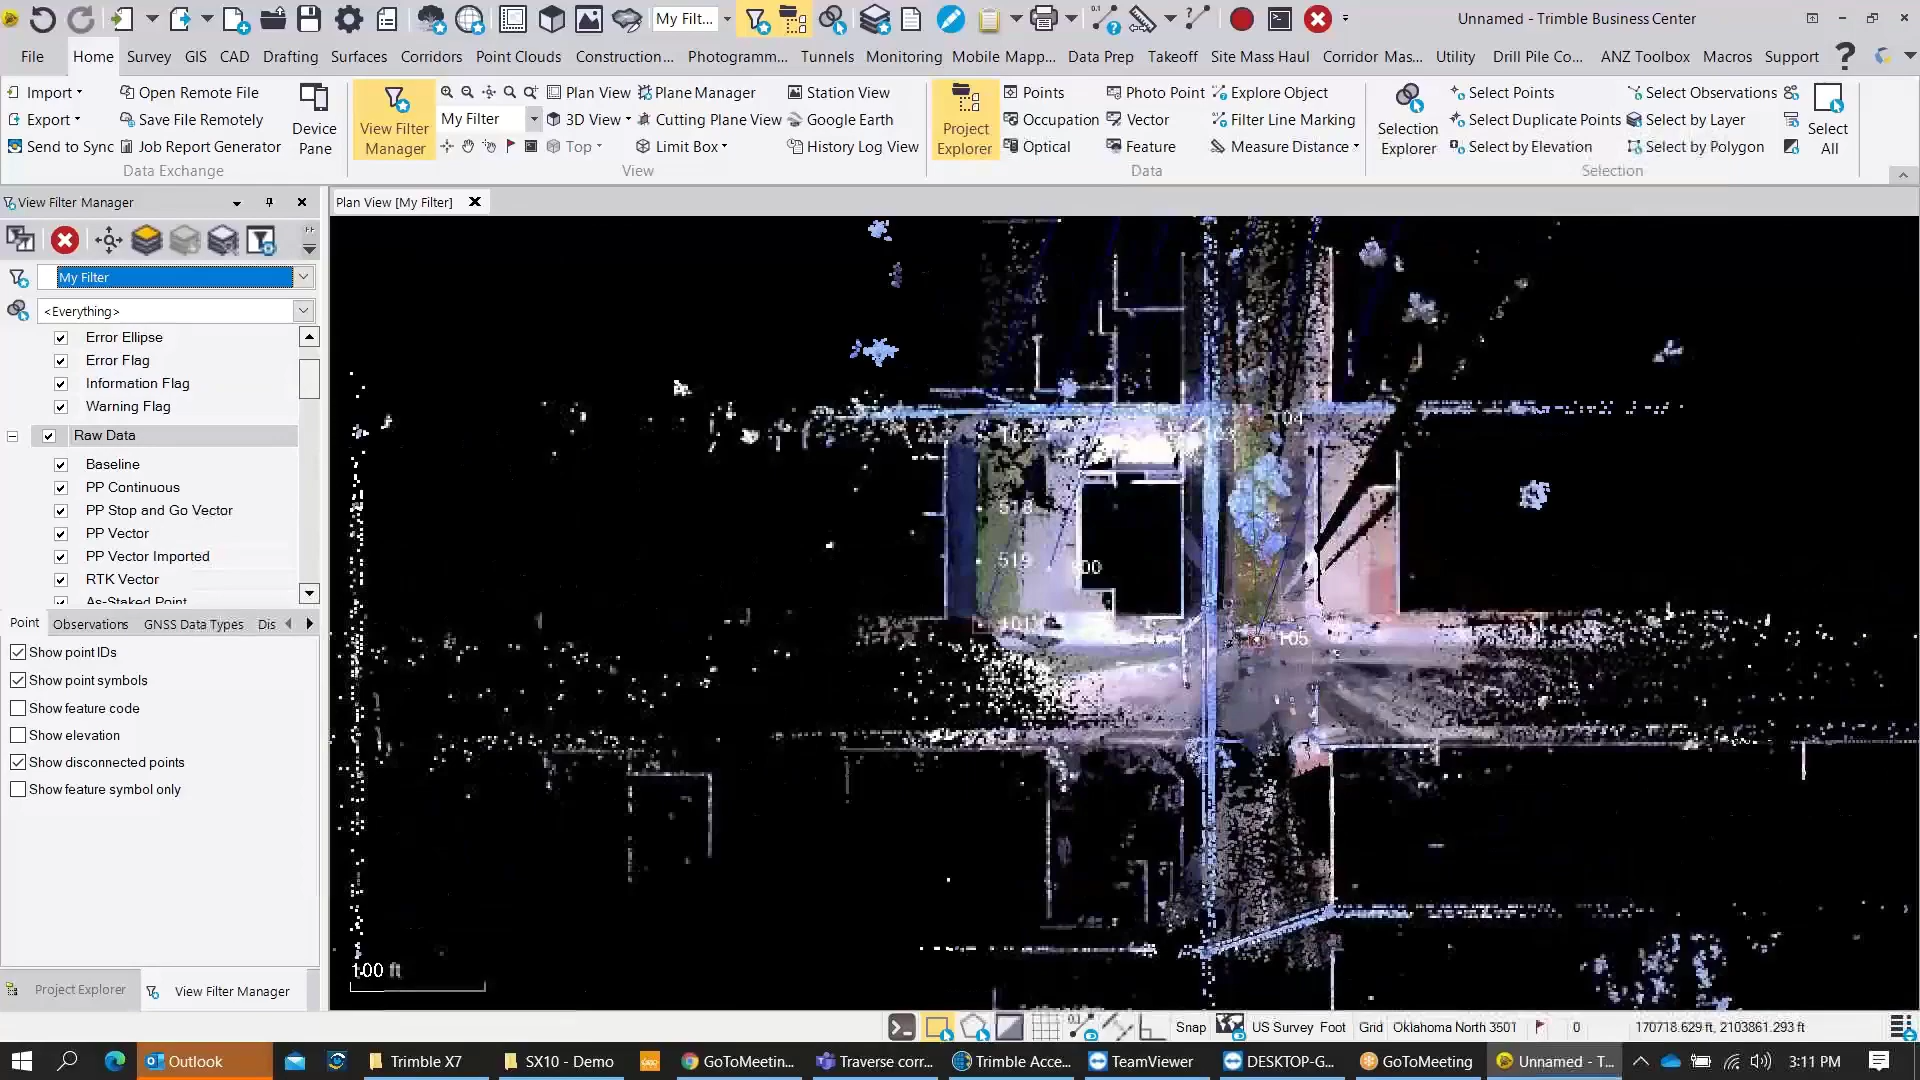 My Filt...
Unnamed - Trimble Business Center
File Home Survey GIS CAD Drafting Surfaces Corridors Point Clouds Construction... Photogramm... Tunnels Monitoring Mobile Mapp... Data Prep Takeoff Site Mass Haul Corridor Mas... Utility Drill Pile Co... ANZ Toolbox Macros Support
Import Open Remote File
Export Save File Remotely
Send to Sync Job Report Generator
Device Pane
Data Exchange
View Filter Manager
My Filter
Plan View Plane Manager Station View
3D View Cutting Plane View Google Earth
Top Limit Box History Log View
View
Project Explorer
Points Photo Point Explore Object
Occupation Vector Filter Line Marking
Optical Feature Measure Distance
Data
Selection Explorer
Select Points Select Observations
Select Duplicate Points Select by Layer
Select by Elevation Select by Polygon
Select All
Selection
View Filter Manager
Plan View [My Filter]
My Filter
<Everything>
Error Ellipse
Error Flag
Information Flag
Warning Flag
Raw Data
Baseline
PP Continuous
PP Stop and Go Vector
PP Vector
PP Vector Imported
RTK Vector
As-Staked Point
Point Observations GNSS Data Types Dis
Show point IDs
Show point symbols
Show feature code
Show elevation
Show disconnected points
Show feature symbol only
Project Explorer View Filter Manager
102
103
104
518
519
101
105
100 ft
Snap US Survey Foot Grid Oklahoma North 3501 0 170718.629 ft, 2103861.293 ft
Outlook Trimble X7 SX10 - Demo GoToMeetin... Traverse corr... Trimble Acce... TeamViewer DESKTOP-G... GoToMeeting Unnamed - T... 3:11 PM